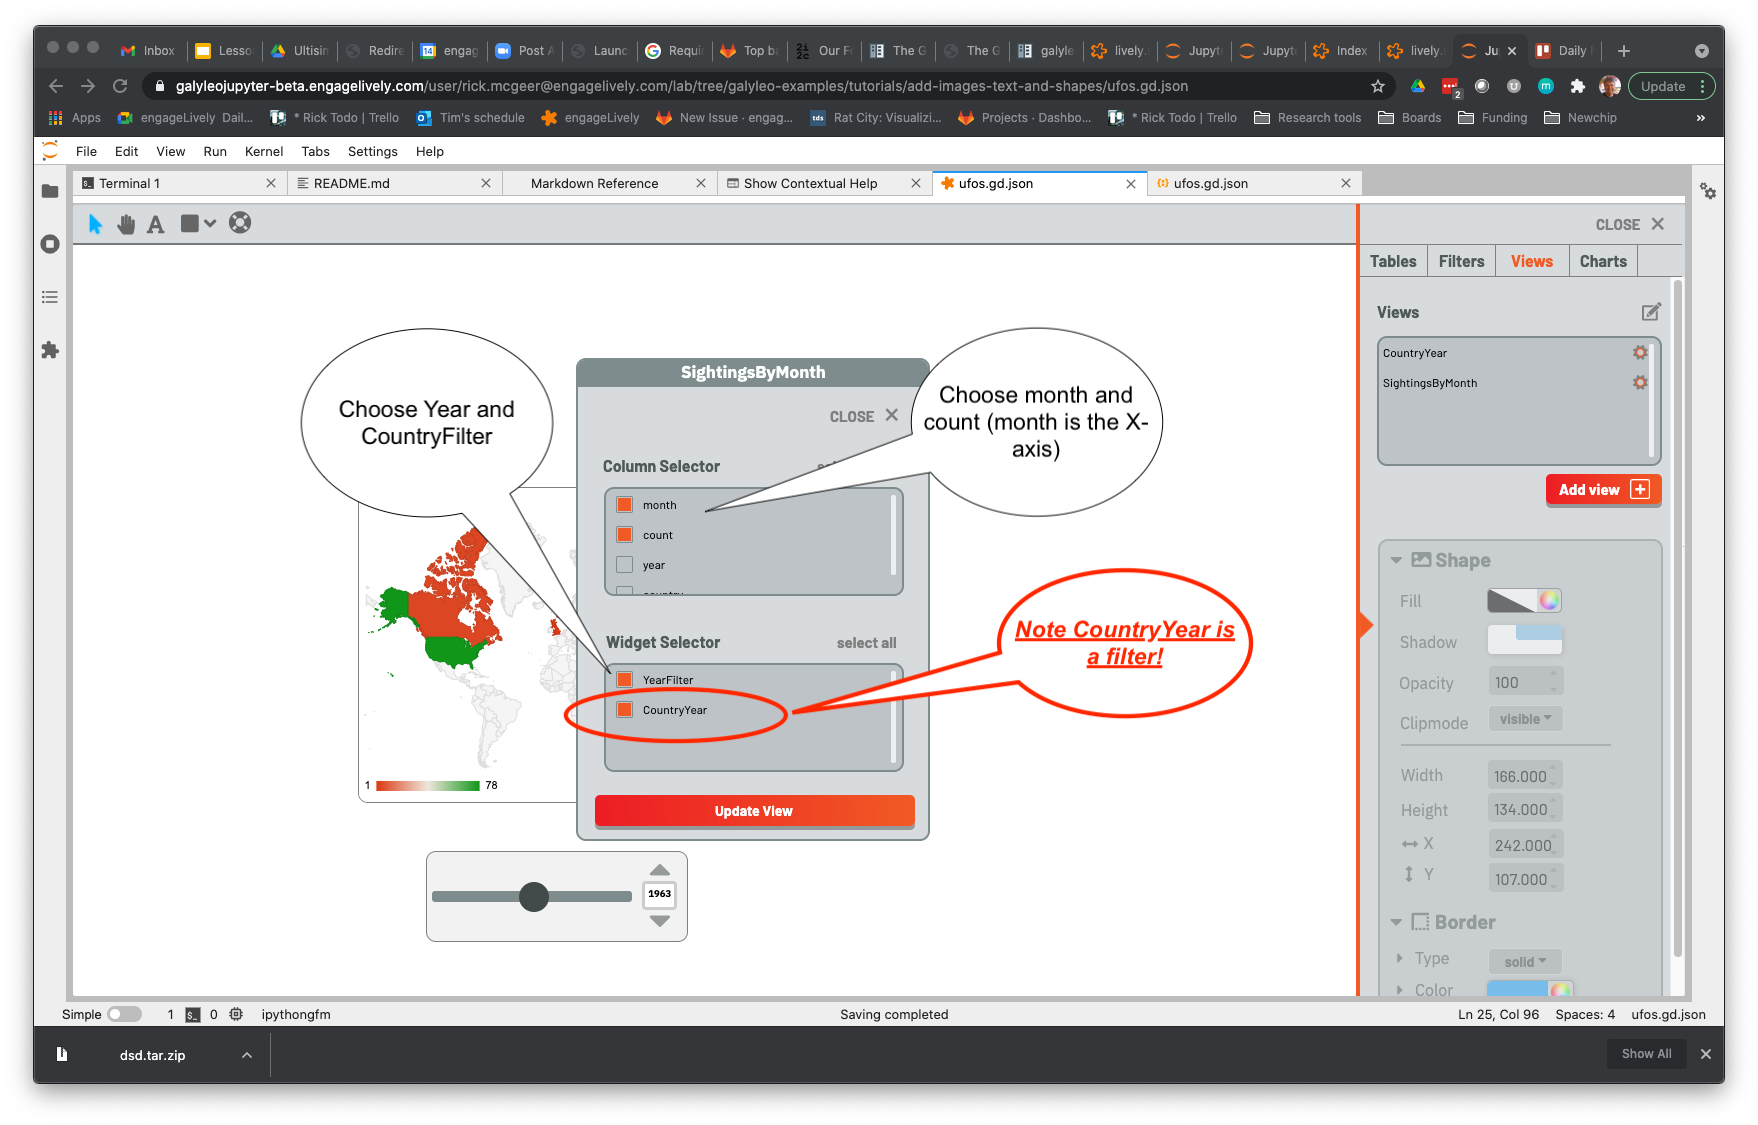 Inbox
Lesso
Ultisin
Redire
engag
Post A
Launc
Requi
Top ba
Our Fo
The G
The G
galyle
lively.
Jupyt
Jupyt
Index
lively.
Ju
Daily
galyleojupyter-beta.engagelively.com/user/rick.mcgeer@engagelively.com/lab/tree/galyleo-examples/tutorials/add-images-text-and-shapes/ufos.gd.json
2
Update
Apps
engageLively Dail...
* Rick Todo | Trello
Tim's schedule
engageLively
New Issue · engag...
Rat City: Visualizi...
Projects · Dashbo...
* Rick Todo | Trello
Research tools
Boards
Funding
Newchip
»
File Edit View Run Kernel Tabs Settings Help
Terminal 1
README.md
Markdown Reference
Show Contextual Help
ufos.gd.json
ufos.gd.json
A
CLOSE
Tables Filters Views Charts
Views
CountryYear
SightingsByMonth
Add view
Choose Year and
CountryFilter
SightingsByMonth
CLOSE
Choose month and
count (month is the X-
axis)
Column Selector
month
count
year
Widget Selector select all
YearFilter
CountryYear
Note CountryYear is
a filter!
Update View
1 78
1963
Shape
Fill
Shadow
Opacity 100
Clipmode visible
Width 166.000
Height 134.000
X 242.000
Y 107.000
Border
Type solid
Color
Simple 1 0 ipythongfm
Saving completed
Ln 25, Col 96 Spaces: 4 ufos.gd.json
dsd.tar.zip
Show All